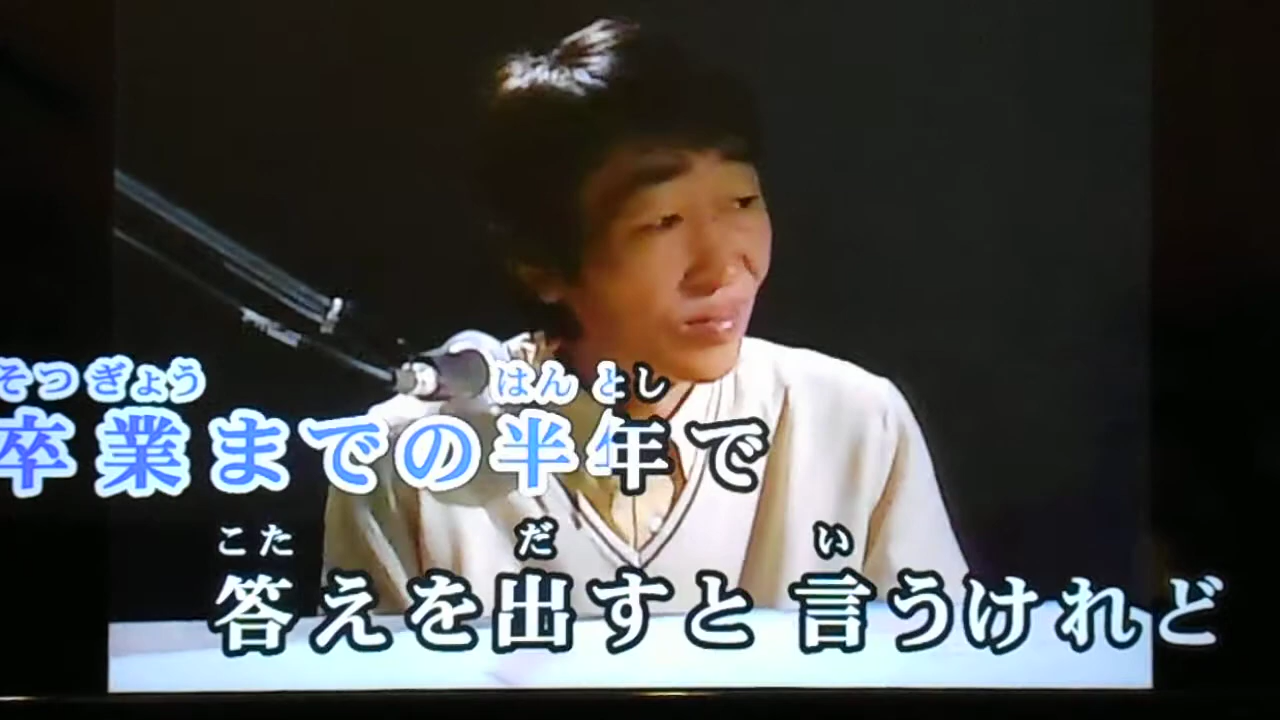 そつぎょう はんとし
卒業までの半年で
こた だ い
答えを出すと 言うけれど